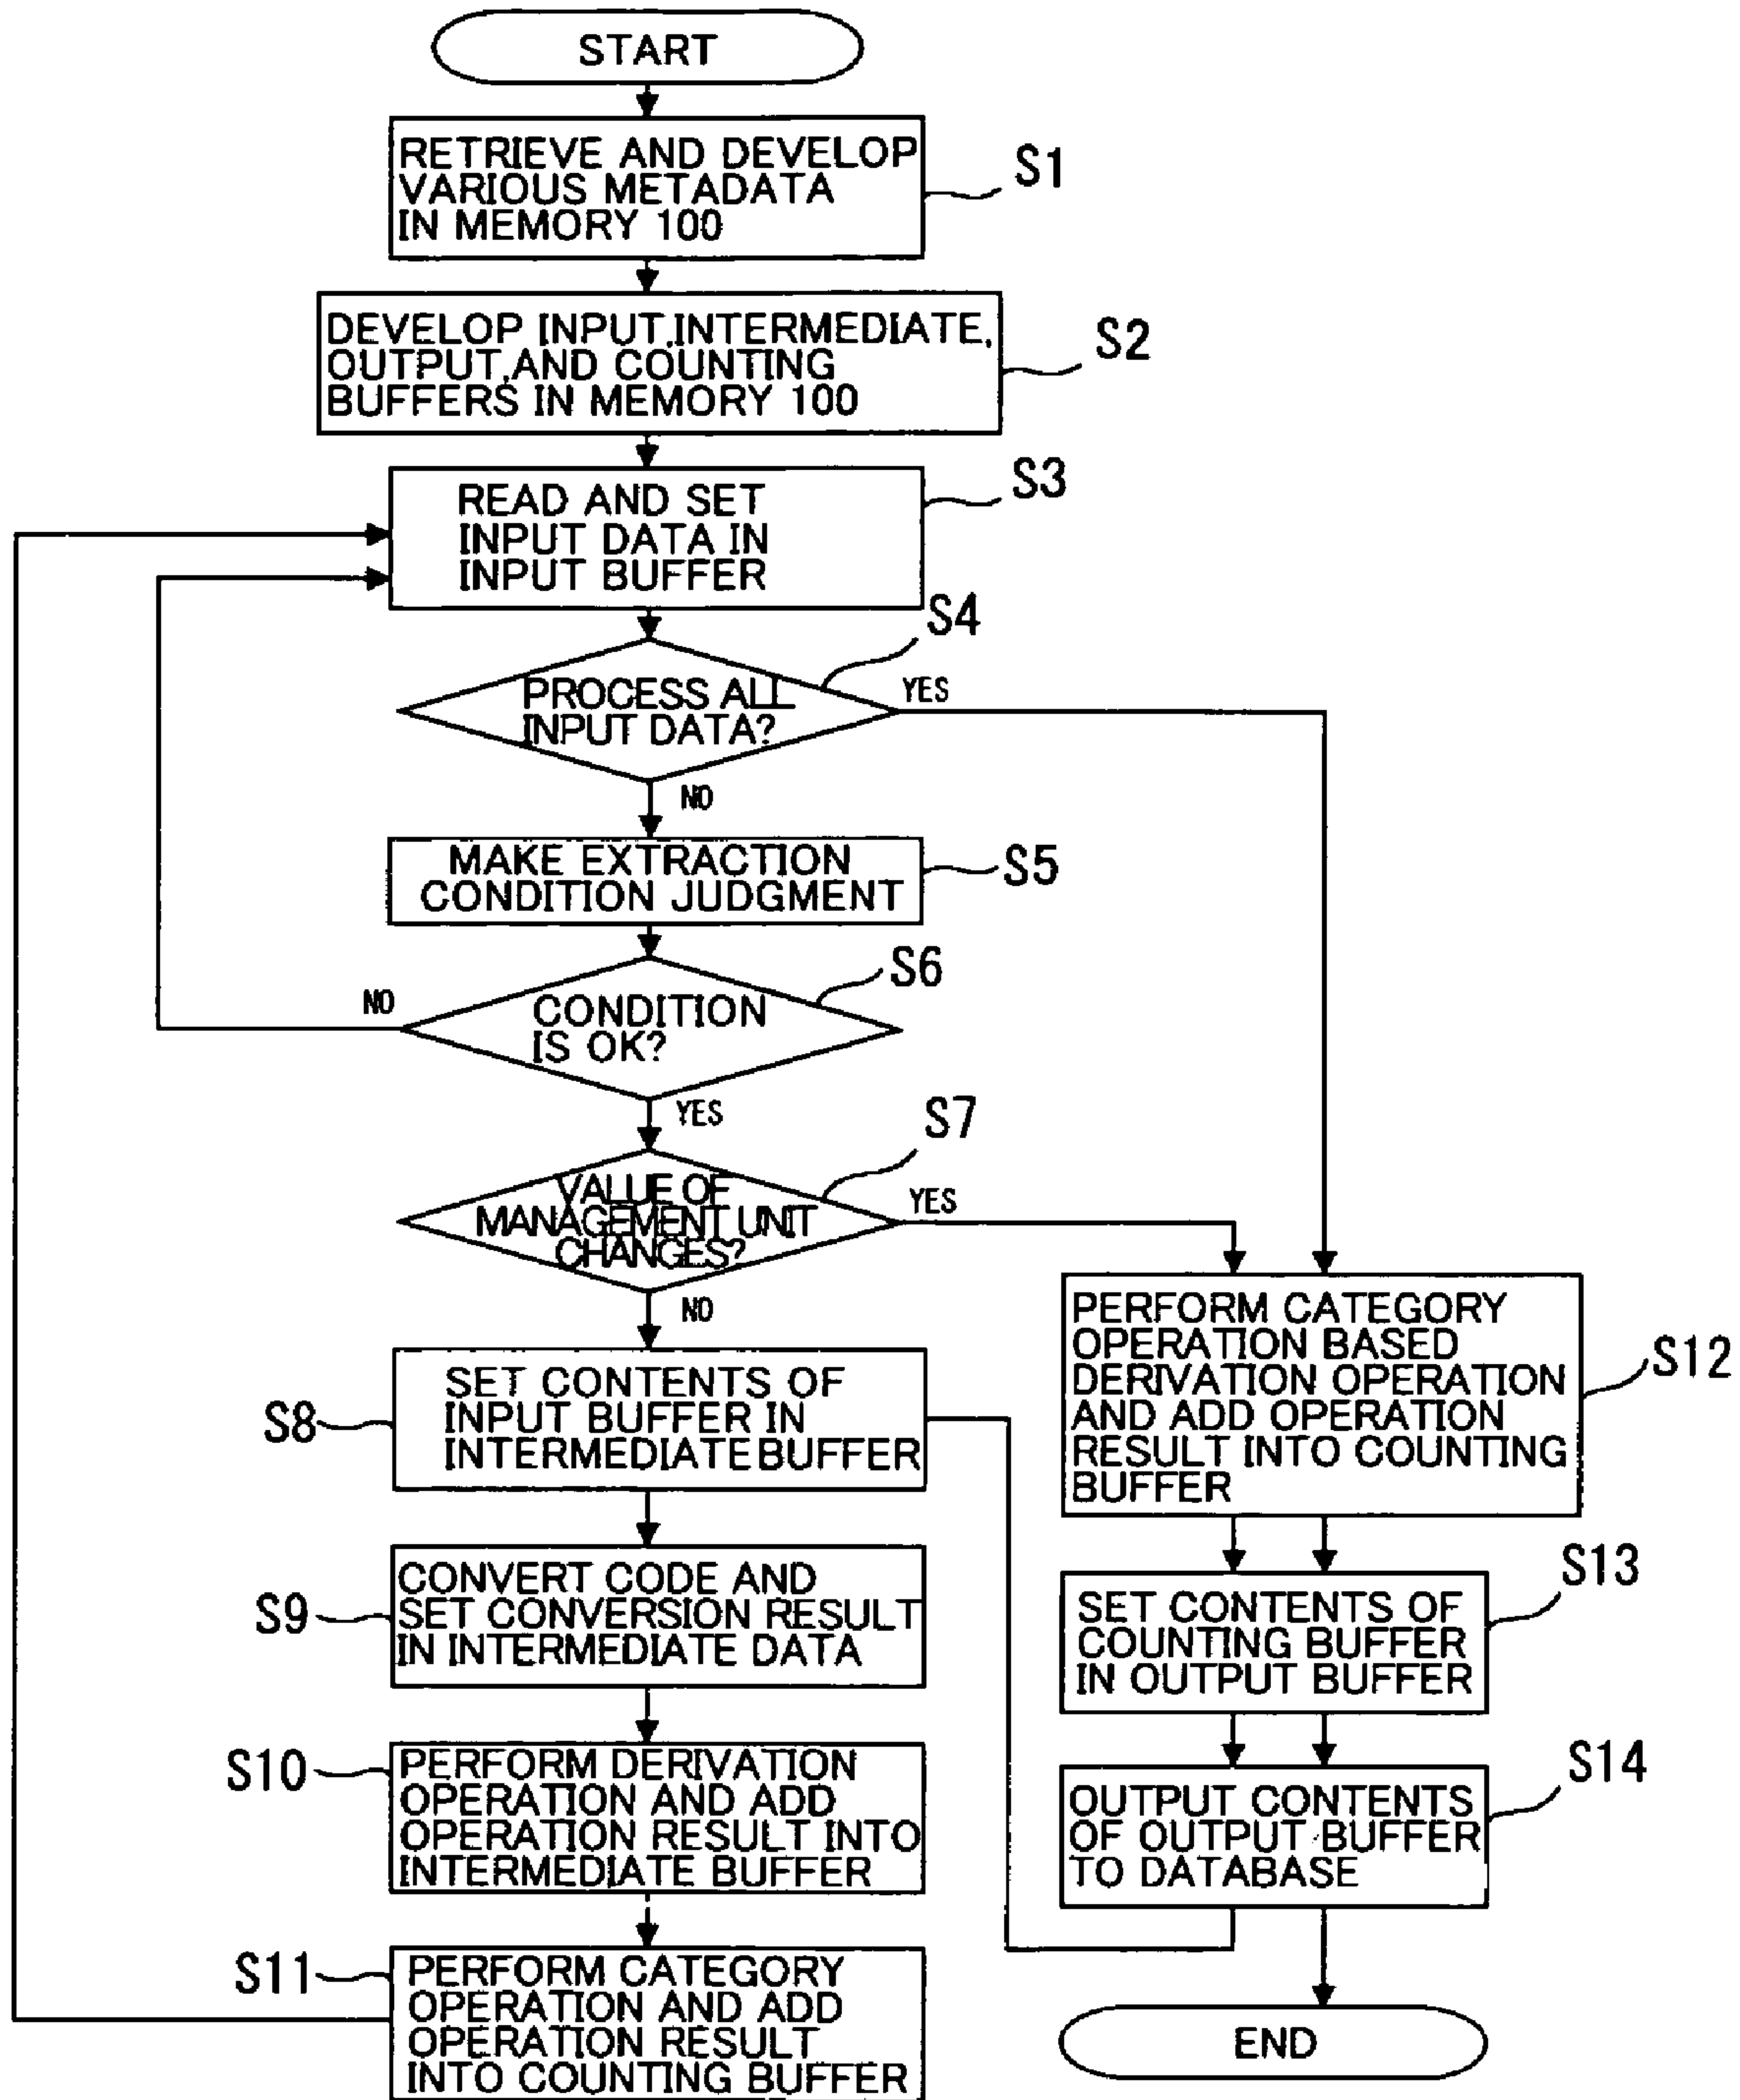 START
RETRIEVE AND DEVELOP
VARIOUS METADATA
IN MEMORY 100
S1
DEVELOP INPUT,INTERMEDIATE,
OUTPUT,AND COUNTING
BUFFERS IN MEMORY 100
S2
READ AND SET
INPUT DATA IN
INPUT BUFFER
S3
S4
PROCESS ALL
INPUT DATA?
YES
NO
MAKE EXTRACTION
CONDITION JUDGMENT
S5
S6
NO
CONDITION
IS OK?
YES
S7
VALUE OF
MANAGEMENT UNIT
CHANGES?
YES
NO
S8
SET CONTENTS OF
INPUT BUFFER IN
INTERMEDIATE BUFFER
S9
CONVERT CODE AND
SET CONVERSION RESULT
IN INTERMEDIATE DATA
S10
PERFORM DERIVATION
OPERATION AND ADD
OPERATION RESULT INTO
INTERMEDIATE BUFFER
S11
PERFORM CATEGORY
OPERATION AND ADD
OPERATION RESULT
INTO COUNTING BUFFER
PERFORM CATEGORY
OPERATION BASED
DERIVATION OPERATION
AND ADD OPERATION
RESULT INTO COUNTING
BUFFER
S12
SET CONTENTS OF
COUNTING BUFFER
IN OUTPUT BUFFER
S13
OUTPUT CONTENTS
OF OUTPUT BUFFER
TO DATABASE
S14
END